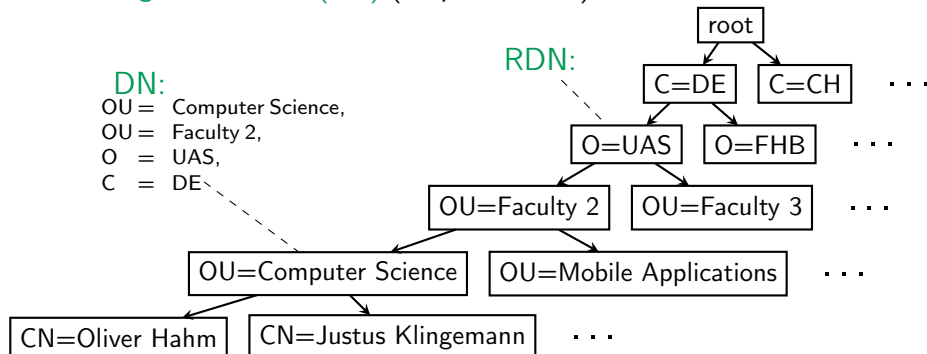 root
RDN:
DN:
C=DE C=CH ...
OU = Computer Science,
OU = Faculty 2,
O = UAS,
C = DE
O=UAS O=FHB ...
OU=Faculty 2 OU=Faculty 3 ...
OU=Computer Science OU=Mobile Applications ...
CN=Oliver Hahm CN=Justus Klingemann ...